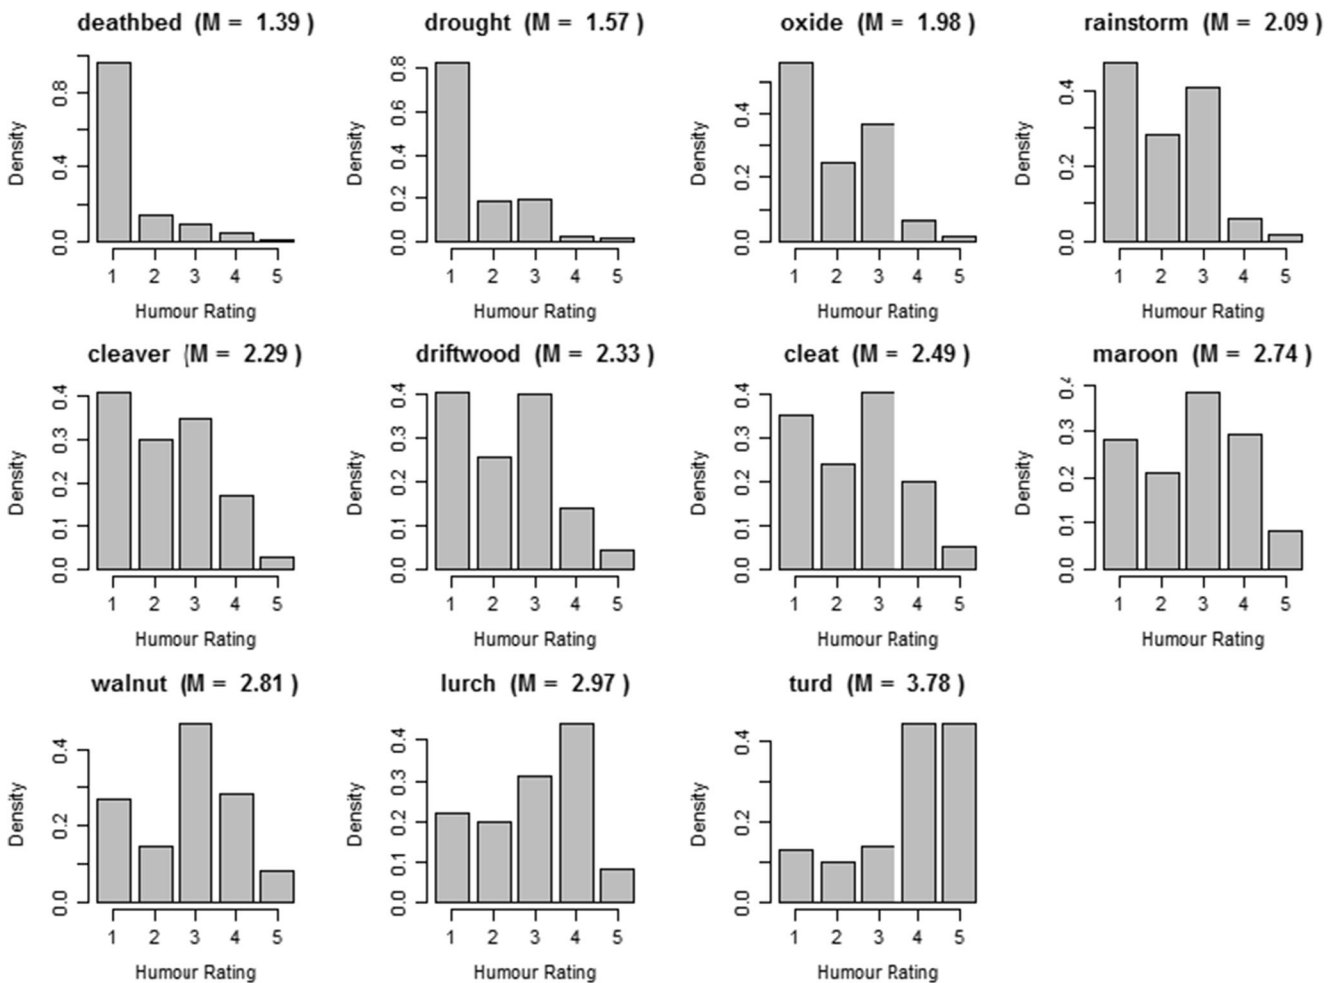 deathbed (M = 1.39 )
drought (M = 1.57 )
oxide (M = 1.98 )
rainstorm (M = 2.09 )
Density
0.0 0.4 0.8
1 2 3 4 5
Humour Rating
Density
0.0 0.2 0.4 0.6 0.8
1 2 3 4 5
Humour Rating
Density
0.0 0.2 0.4
1 2 3 4 5
Humour Rating
Density
0.0 0.2 0.4
1 2 3 4 5
Humour Rating
cleaver (M = 2.29 )
driftwood (M = 2.33 )
cleat (M = 2.49 )
maroon (M = 2.74 )
Density
0.0 0.1 0.2 0.3 0.4
1 2 3 4 5
Humour Rating
Density
0.0 0.1 0.2 0.3 0.4
1 2 3 4 5
Humour Rating
Density
0.0 0.1 0.2 0.3 0.4
1 2 3 4 5
Humour Rating
Density
0.0 0.1 0.2 0.3 0.4
1 2 3 4 5
Humour Rating
walnut (M = 2.81 )
lurch (M = 2.97 )
turd (M = 3.78 )
Density
0.0 0.2 0.4
1 2 3 4 5
Humour Rating
Density
0.0 0.1 0.2 0.3 0.4
1 2 3 4 5
Humour Rating
Density
0.0 0.2 0.4
1 2 3 4 5
Humour Rating